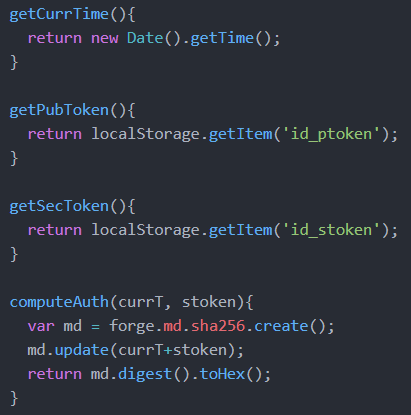 getCurrTime(){
  return new Date().getTime();
}

getPubToken(){
  return localStorage.getItem('id_ptoken');
}

getSecToken(){
  return localStorage.getItem('id_stoken');
}

computeAuth(currT, stoken){
  var md = forge.md.sha256.create();
  md.update(currT+stoken);
  return md.digest().toHex();
}